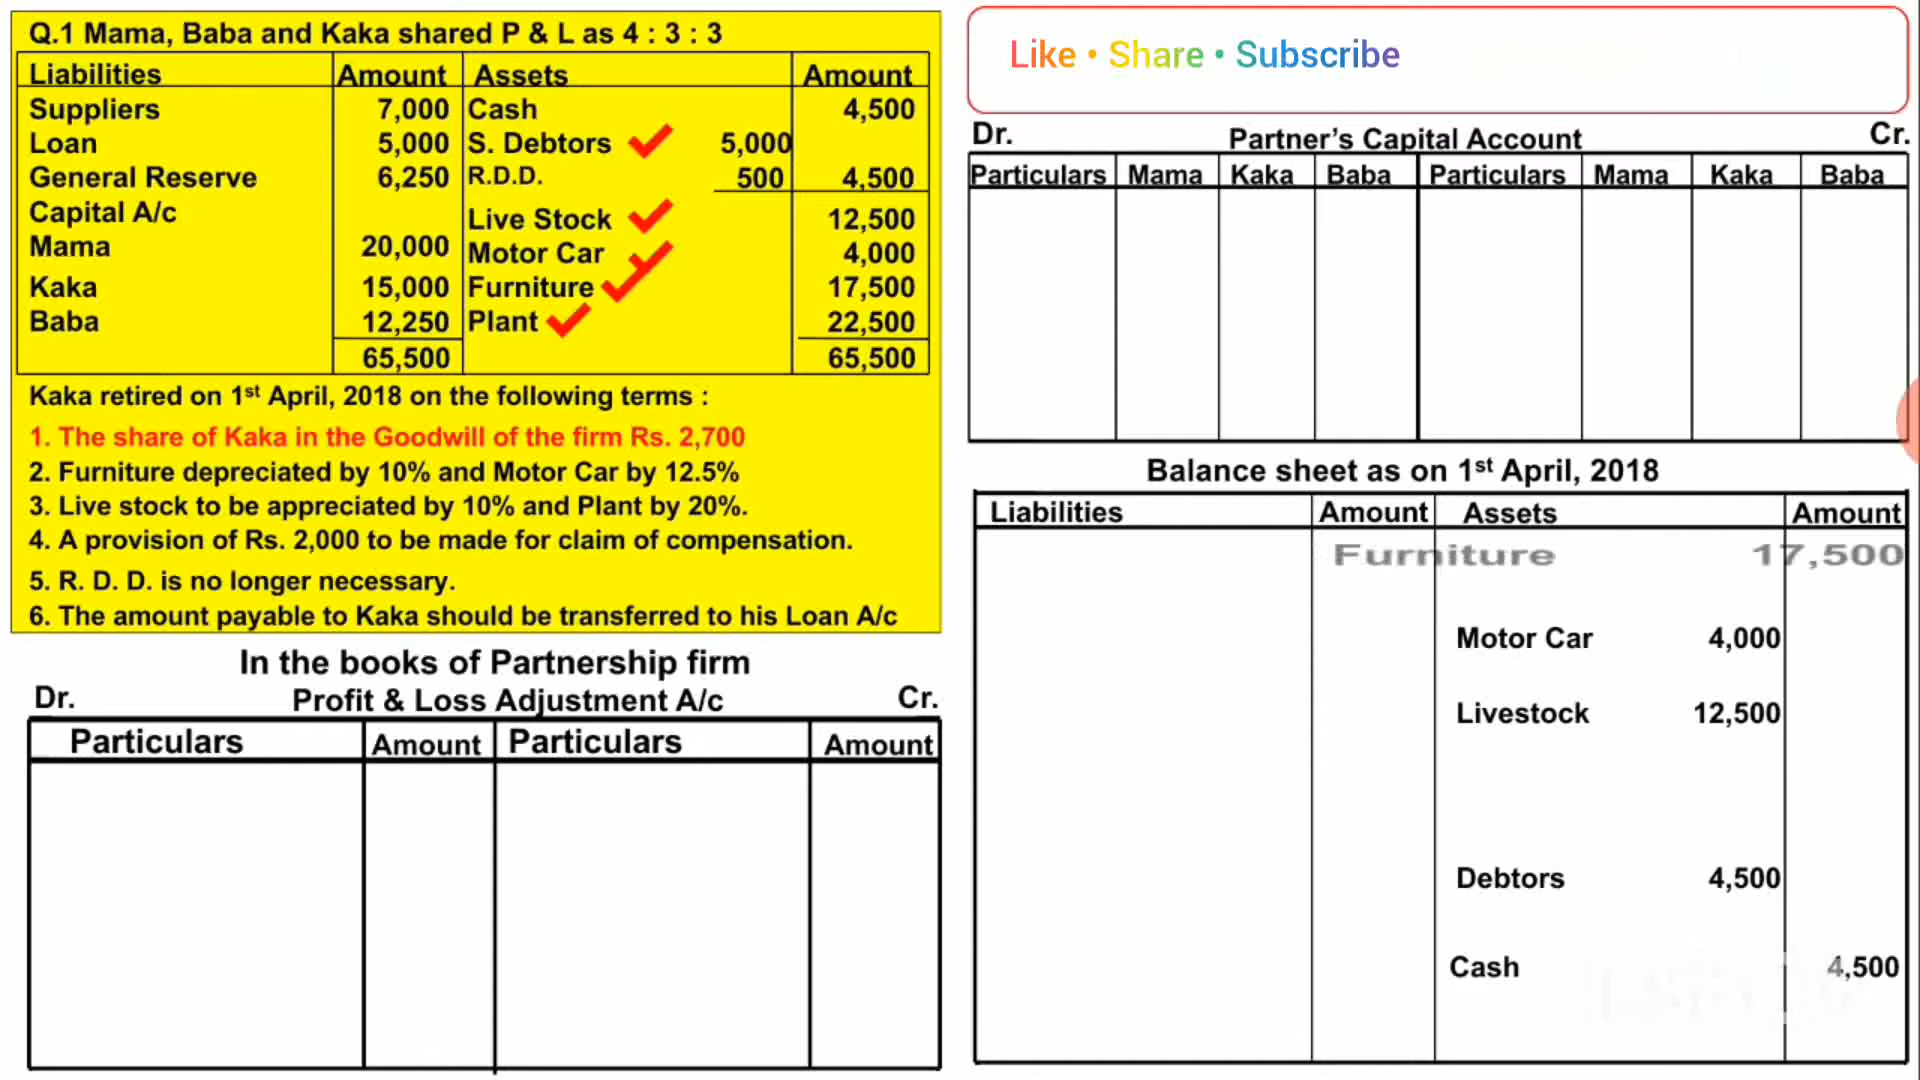 Q.1 Mama, Baba and Kaka shared P & L as 4 : 3 : 3
Liabilities Amount Assets Amount
Suppliers 7,000 Cash 4,500
Loan 5,000 S. Debtors 5,000
General Reserve 6,250 R.D.D. 500 4,500
Capital A/c Live Stock 12,500
Mama 20,000 Motor Car 4,000
Kaka 15,000 Furniture 17,500
Baba 12,250 Plant 22,500
65,500 65,500
Kaka retired on 1st April, 2018 on the following terms :
1. The share of Kaka in the Goodwill of the firm Rs. 2,700
2. Furniture depreciated by 10% and Motor Car by 12.5%
3. Live stock to be appreciated by 10% and Plant by 20%.
4. A provision of Rs. 2,000 to be made for claim of compensation.
5. R. D. D. is no longer necessary.
6. The amount payable to Kaka should be transferred to his Loan A/c
In the books of Partnership firm
Dr. Profit & Loss Adjustment A/c Cr.
Particulars Amount Particulars Amount
Like • Share • Subscribe
Dr. Partner’s Capital Account Cr.
Particulars Mama Kaka Baba Particulars Mama Kaka Baba
Balance sheet as on 1st April, 2018
Liabilities Amount Assets Amount
Furniture 17,500
Motor Car 4,000
Livestock 12,500
Debtors 4,500
Cash 4,500